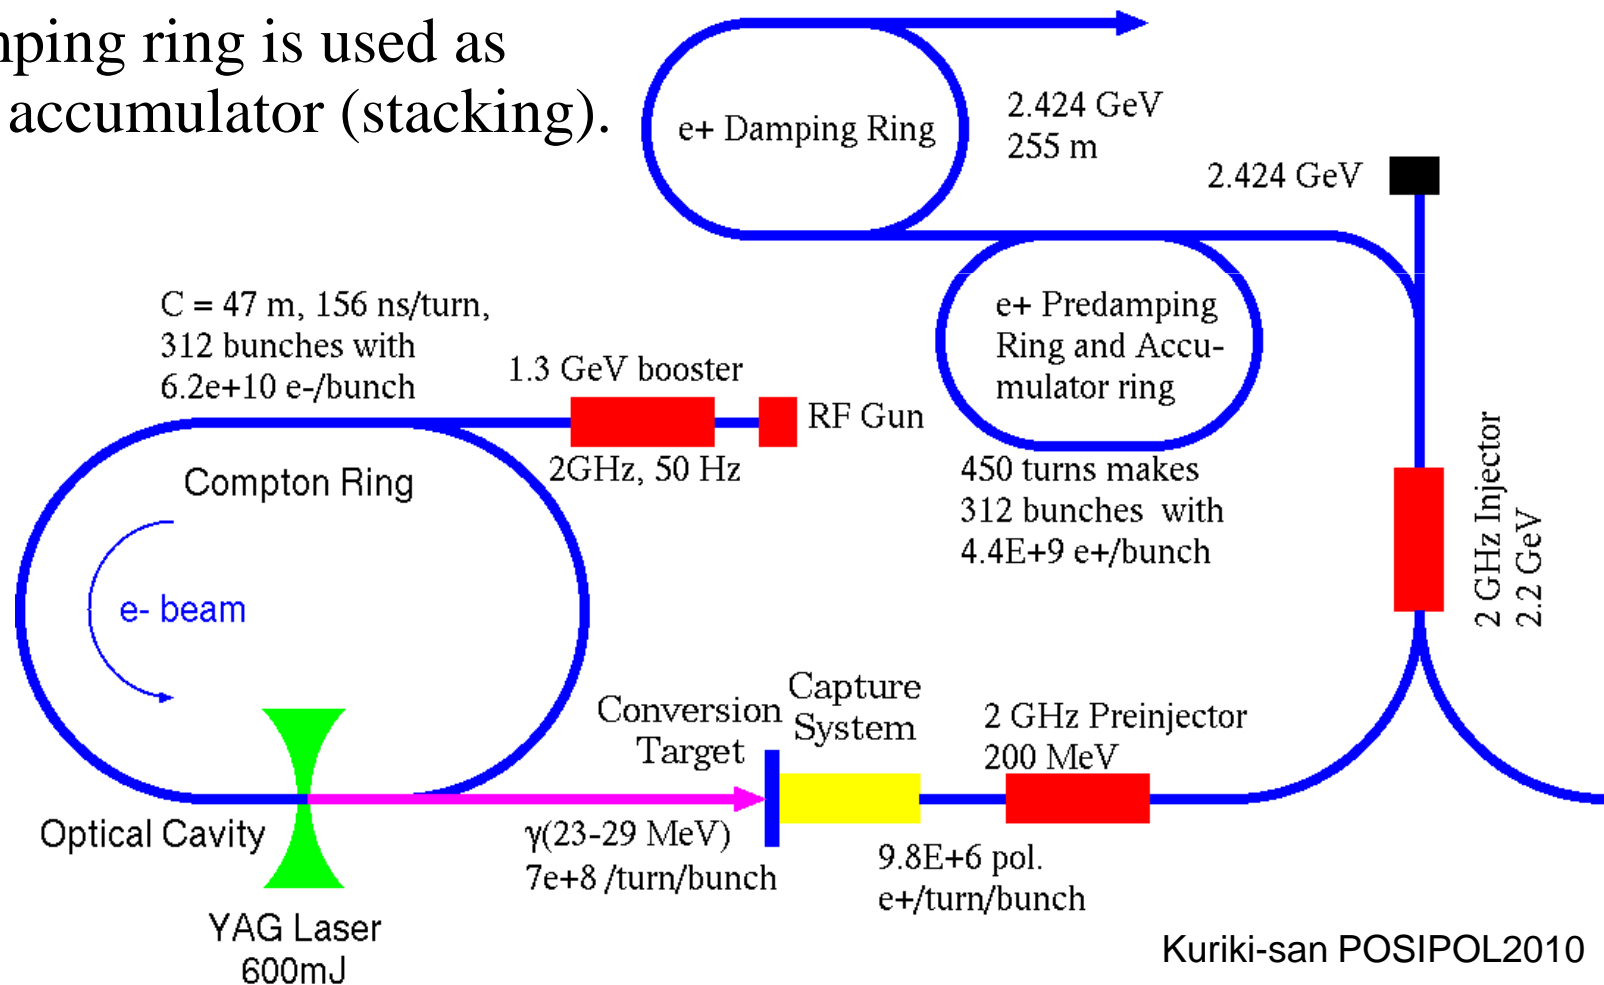 ping ring is used as
accumulator (stacking).
e+ Damping Ring
2.424 GeV
255 m
2.424 GeV
C = 47 m, 156 ns/turn,
312 bunches with
6.2e+10 e-/bunch
1.3 GeV booster
RF Gun
2GHz, 50 Hz
Compton Ring
e- beam
e+ Predamping
Ring and Accu-
mulator ring
450 turns makes
312 bunches with
4.4E+9 e+/bunch
2 GHz Injector
2.2 GeV
Conversion
Target
Capture
System
2 GHz Preinjector
200 MeV
Optical Cavity
γ(23-29 MeV)
7e+8 /turn/bunch
9.8E+6 pol.
e+/turn/bunch
YAG Laser
600mJ
Kuriki-san POSIPOL2010